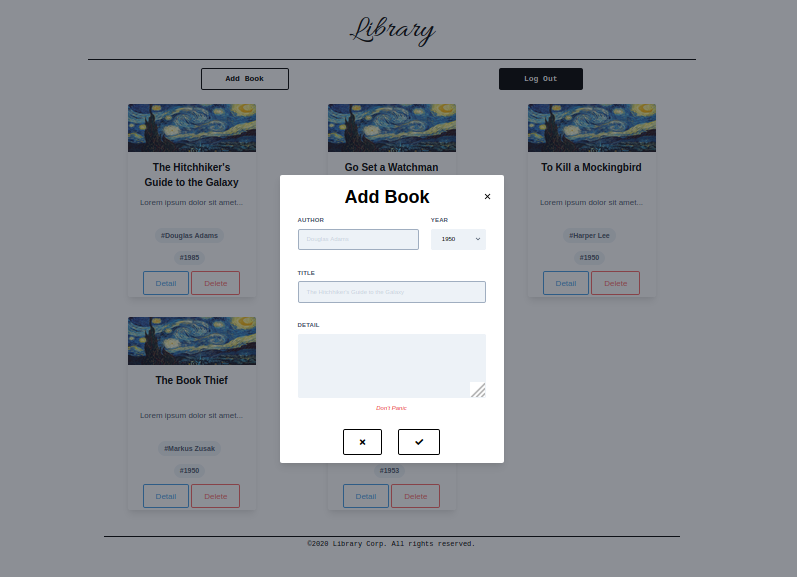 Library
Add Book
Log Out
The Hitchhiker's
Guide to the Galaxy
Lorem ipsum dolor sit amet...
#Douglas Adams
#1985
Detail
Delete
Go Set a Watchman
To Kill a Mockingbird
Lorem ipsum dolor sit amet...
#Harper Lee
#1950
Detail
Delete
Add Book
×
AUTHOR
YEAR
Douglas Adams
1950
TITLE
The Hitchhiker's Guide to the Galaxy
DETAIL
Don't Panic
The Book Thief
Lorem ipsum dolor sit amet...
#Markus Zusak
#1950
Detail
Delete
#1953
Detail
Delete
©2020 Library Corp. All rights reserved.